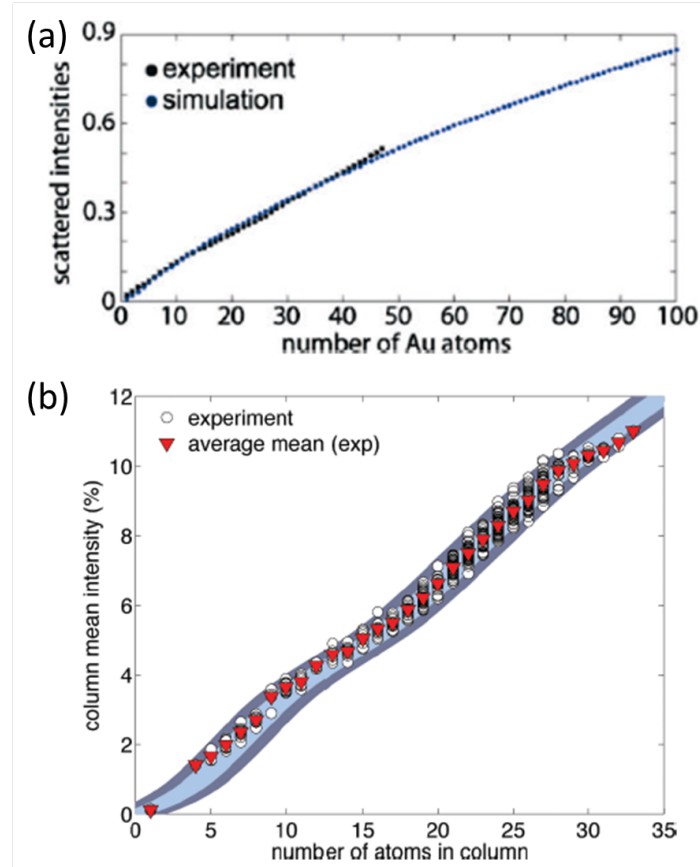 (a)
0.9
0.6
0.3
0
scattered intensities
experiment
simulation
0 10 20 30 40 50 60 70 80 90 100
number of Au atoms
(b)
12
10
8
6
4
2
0
column mean intensity (%)
experiment
average mean (exp)
0 5 10 15 20 25 30 35
number of atoms in column